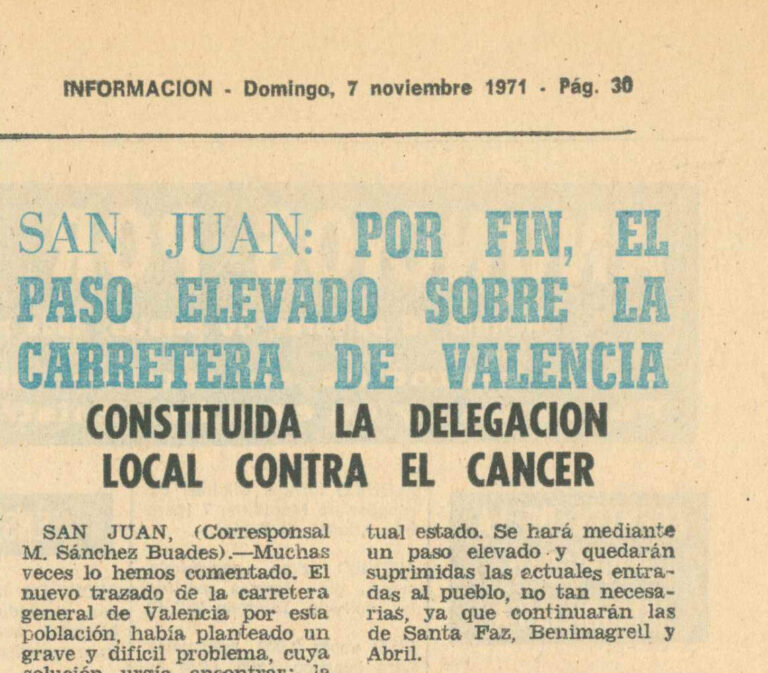 INFORMACION - Domingo, 7 noviembre 1971 - Pág. 30
SAN JUAN: POR FIN, EL
PASO ELEVADO SOBRE LA
CARRETERA DE VALENCIA
CONSTITUIDA LA DELEGACION
LOCAL CONTRA EL CANCER
SAN JUAN, (Corresponsal
M. Sánchez Buades).—Muchas
veces lo hemos comentado. El
nuevo trazado de la carretera
general de Valencia por esta
población, había planteado un
grave y difícil problema, cuya
solución urgía encontrar: la
tual estado. Se hará mediante
un paso elevado y quedarán
suprimidas las actuales entra-
das al pueblo, no tan necesa-
rias, ya que continuarán las
de Santa Faz, Benimagrell y
Abril.